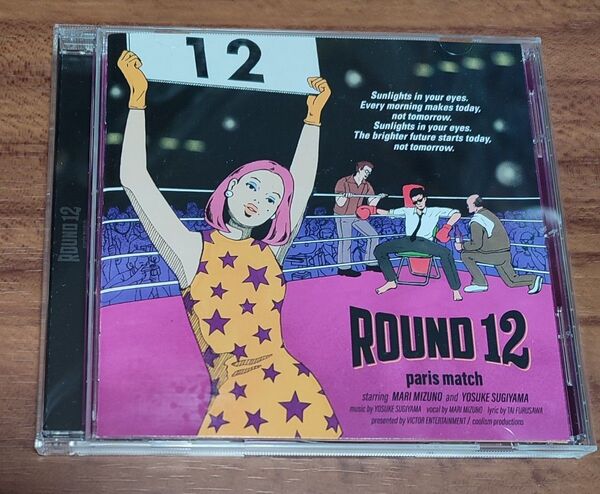 12
Sunlights in your eyes.
Every morning makes today,
not tomorrow.
Sunlights in your eyes.
The brighter future starts today,
not tomorrow.
ROUND 12
ROUND 12
paris match
starring MARI MIZUNO and YOSUKE SUGIYAMA
music by YOSUKE SUGIYAMA vocal by MARI MIZUNO lyric by TAI FURUSAWA
presented by VICTOR ENTERTAINMENT / coolism productions